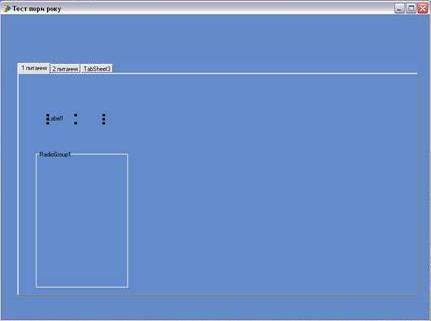 Тест пори року
1 питання 2 питання TabSheet3
Label1
RadioGroup1